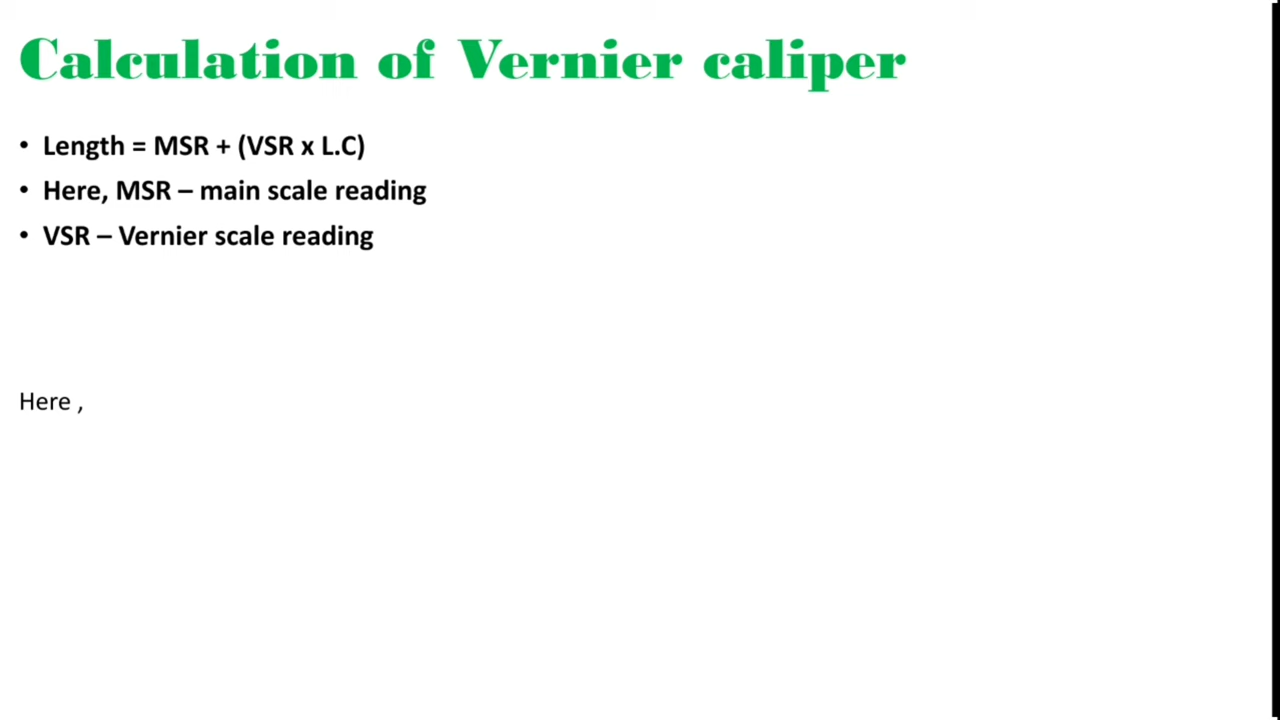 Calculation of Vernier caliper
• Length = MSR + (VSR x L.C)
• Here, MSR – main scale reading
• VSR – Vernier scale reading
Here ,